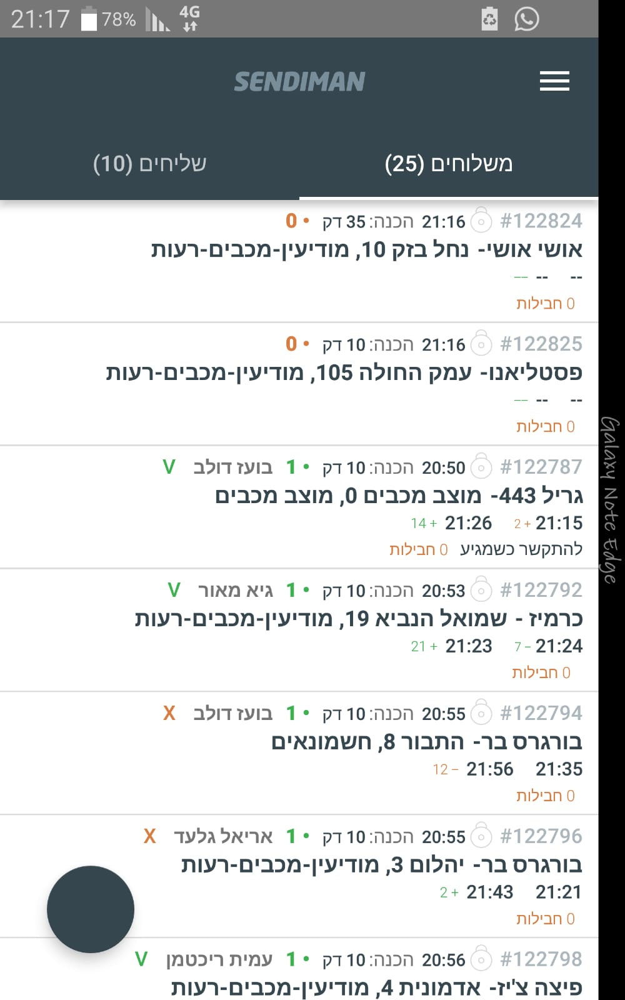 21:17 78% 4G
SENDIMAN
משלוחים (25) שליחים (10)
#122824 21:16 הכנה: 35 דק • 0
אושי אושי- נחל בזק 10, מודיעין-מכבים-רעות
-- -- --
0 חבילות
#122825 21:16 הכנה: 10 דק • 0
פסטליאנו- עמק החולה 105, מודיעין-מכבים-רעות
-- -- --
0 חבילות
#122787 20:50 הכנה: 10 דק • 1 בועז דולב V
גריל 443- מוצב מכבים 0, מוצב מכבים
21:15 + 2 21:26 + 14
להתקשר כשמגיע 0 חבילות
#122792 20:53 הכנה: 10 דק • 1 גיא מאור V
כרמיז - שמואל הנביא 19, מודיעין-מכבים-רעות
21:24 − 7 21:23 + 21
0 חבילות
#122794 20:55 הכנה: 10 דק • 1 בועז דולב X
בורגרס בר- התבור 8, חשמונאים
21:35 21:56 − 12
0 חבילות
#122796 20:55 הכנה: 10 דק • 1 אריאל גלעד X
בורגרס בר- יהלום 3, מודיעין-מכבים-רעות
21:21 21:43 + 2
0 חבילות
#122798 20:56 הכנה: 10 דק • 1 עמית ריכטמן V
פיצה צ'יז- אדמונית 4, מודיעין-מכבים-רעות
Galaxy Note Edge